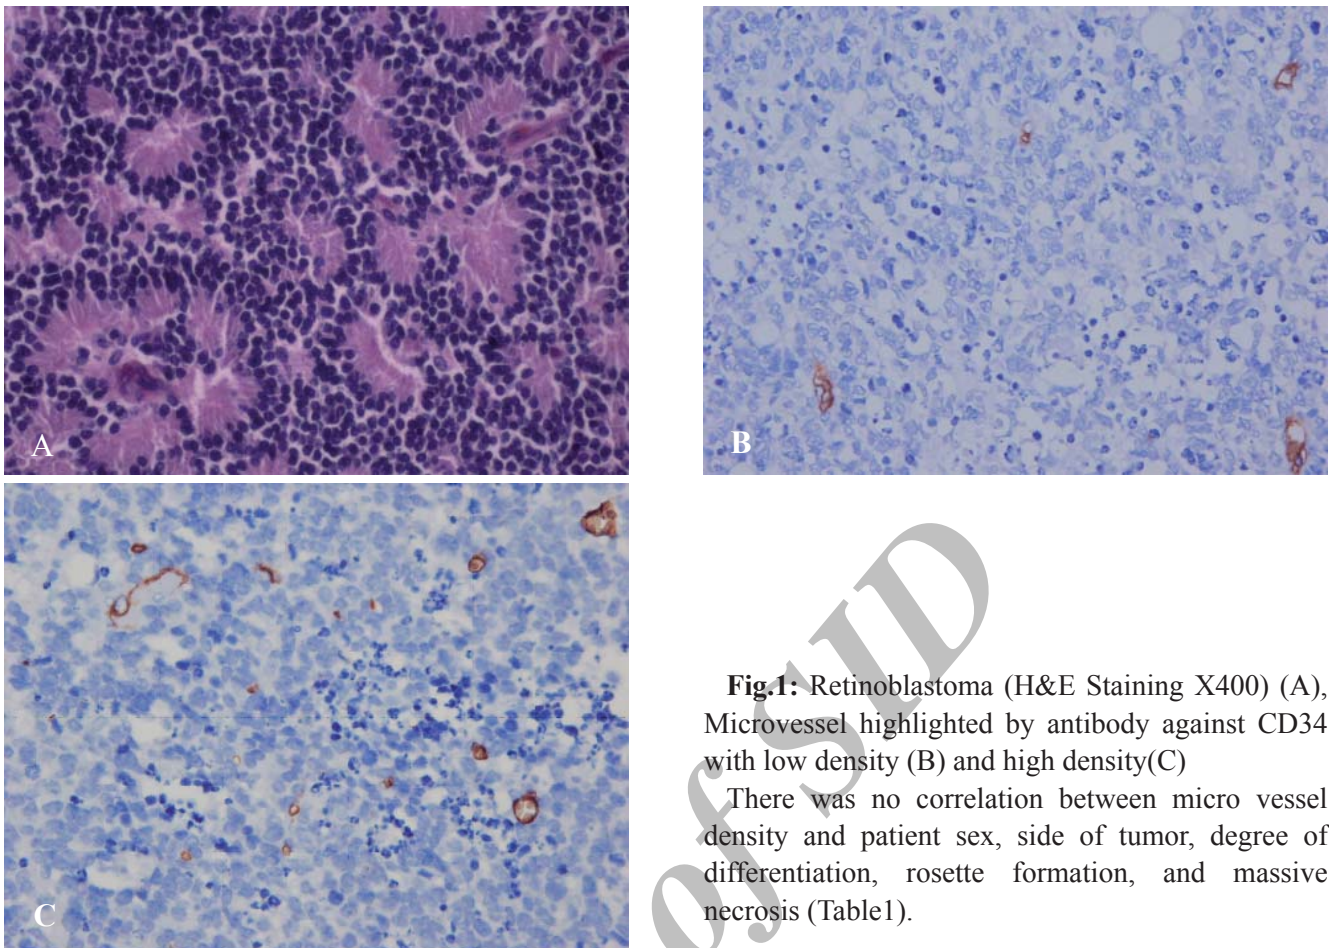 A
B
C
Fig.1: Retinoblastoma (H&E Staining X400) (A),
Microvessel highlighted by antibody against CD34
with low density (B) and high density(C)
There was no correlation between micro vessel
density and patient sex, side of tumor, degree of
differentiation, rosette formation, and massive
necrosis (Table1).
of SID